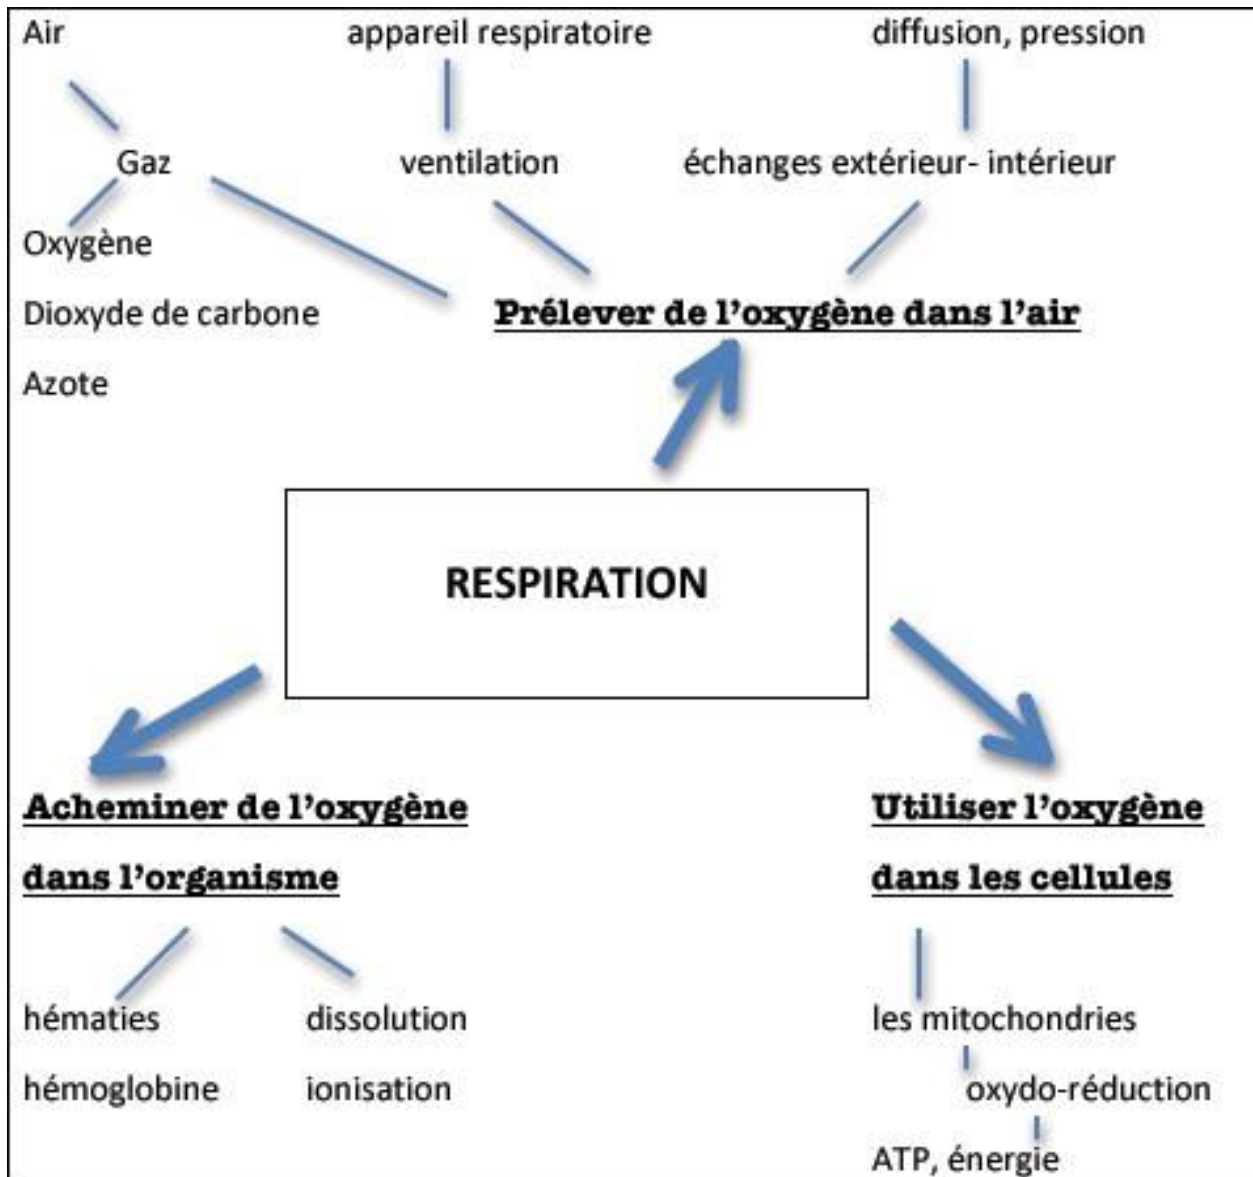 Air appareil respiratoire diffusion, pression
Gaz ventilation échanges extérieur- intérieur
Oxygène
Dioxyde de carbone Prélever de l'oxygène dans l'air
Azote
RESPIRATION
Acheminer de l'oxygène
dans l'organisme
Utiliser l'oxygène
dans les cellules
hématies dissolution
hémoglobine ionisation
les mitochondries
oxydo-réduction
ATP, énergie